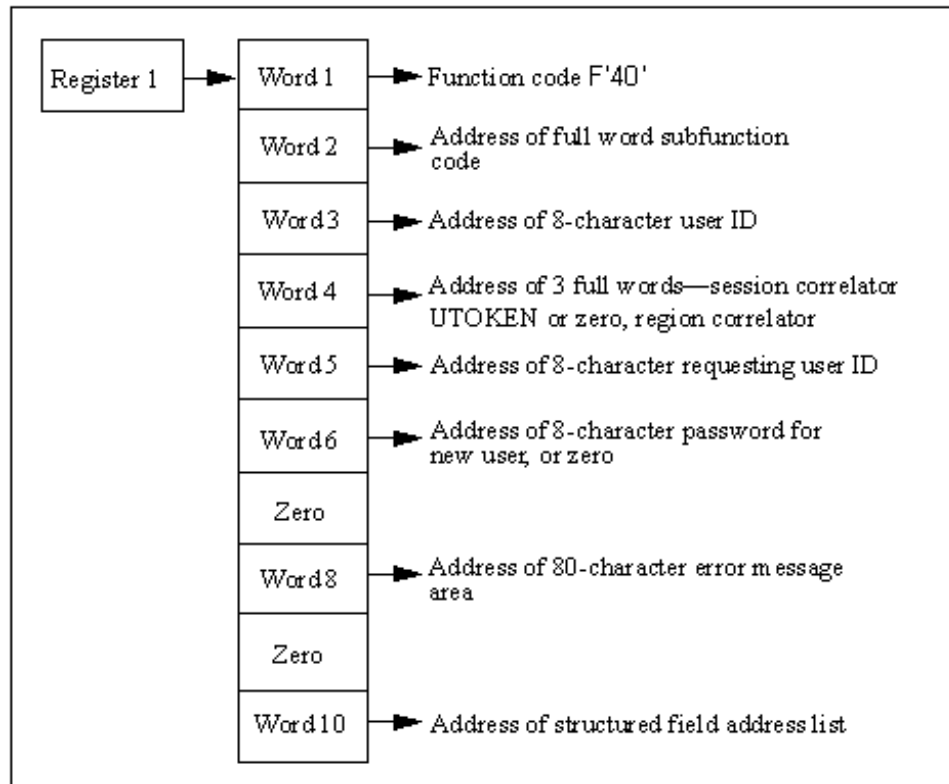 Register 1
Word 1
Function code F'40'
Word 2
Address of full word subfunction
code
Word 3
Address of 8-character user ID
Word 4
Address of 3 full words—session correlator
UTOKEN or zero, region correlator
Word 5
Address of 8-character requesting user ID
Word 6
Address of 8-character password for
new user, or zero
Zero
Word 8
Address of 80-character error message
area
Zero
Word 10
Address of structured field address list